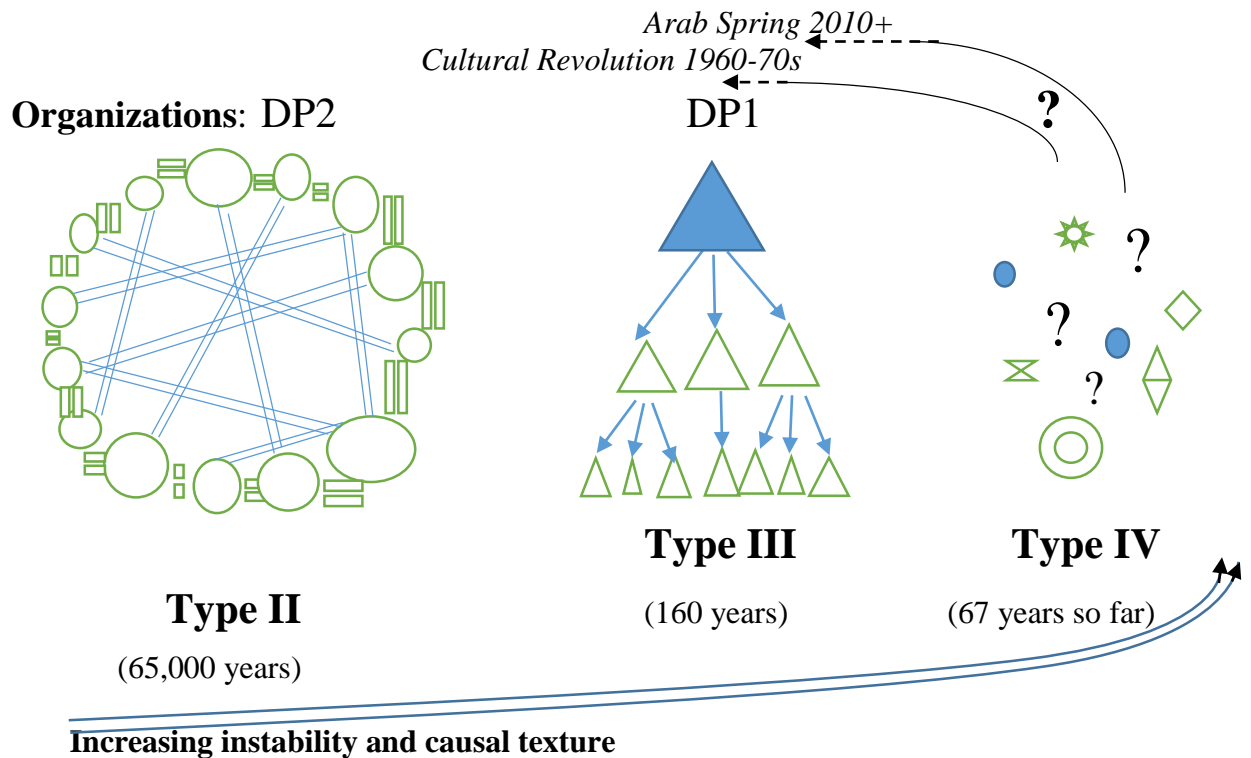 Arab Spring 2010+
Cultural Revolution 1960-70s
Organizations: DP2
DP1
?
?
?
?
Type III
Type IV
Type II
(160 years)
(67 years so far)
(65,000 years)
Increasing instability and causal texture